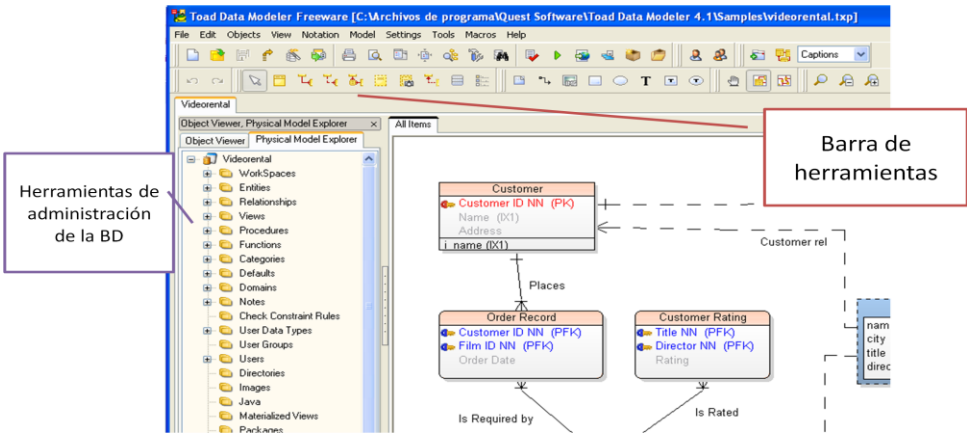 Toad Data Modeler Freeware [C:\Archivos de programa\Quest Software\Toad Data Modeler 4.1\Samples\videorental.txp]
File Edit Objects View Notation Model Settings Tools Macros Help
Captions
T
Videorental
Object Viewer, Physical Model Explorer x
All Items
Object Viewer Physical Model Explorer
Videorental
WorkSpaces
Entities
Relationships
Views
Procedures
Functions
Categories
Defaults
Domains
Notes
Check Constraint Rules
User Data Types
User Groups
Users
Directories
Images
Java
Materialized Views
Packages
Herramientas de
administración
de la BD
Barra de
herramientas
Customer
Customer ID NN (PK)
Name (IX1)
Address
i_name (IX1)
Customer rel
Places
Order Record
Customer ID NN (PFK)
Film ID NN (PFK)
Order Date
Customer Rating
Title NN (PFK)
Director NN (PFK)
Rating
nam
city
title
direc
Is Required by
Is Rated